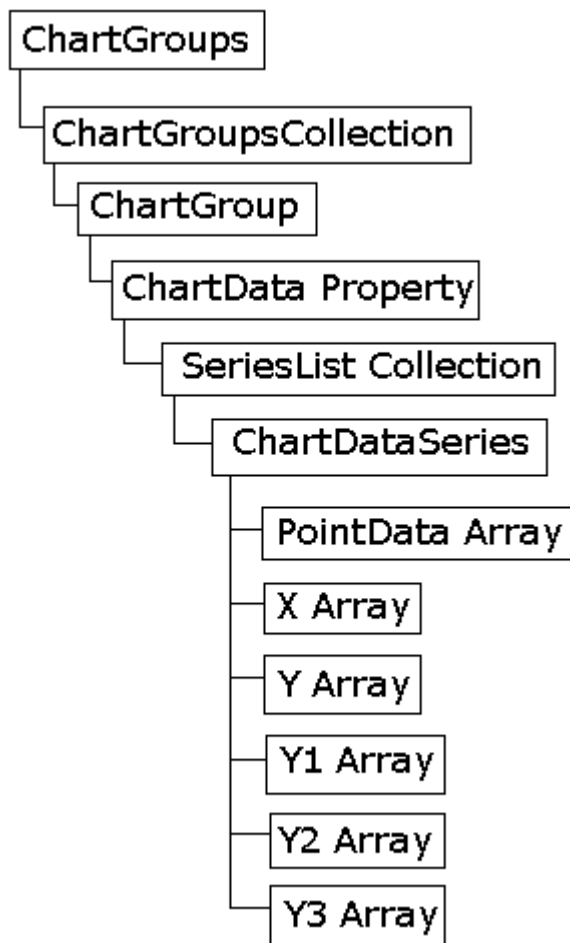 ChartGroups
ChartGroupsCollection
ChartGroup
ChartData Property
SeriesList Collection
ChartDataSeries
PointData Array
X Array
Y Array
Y1 Array
Y2 Array
Y3 Array